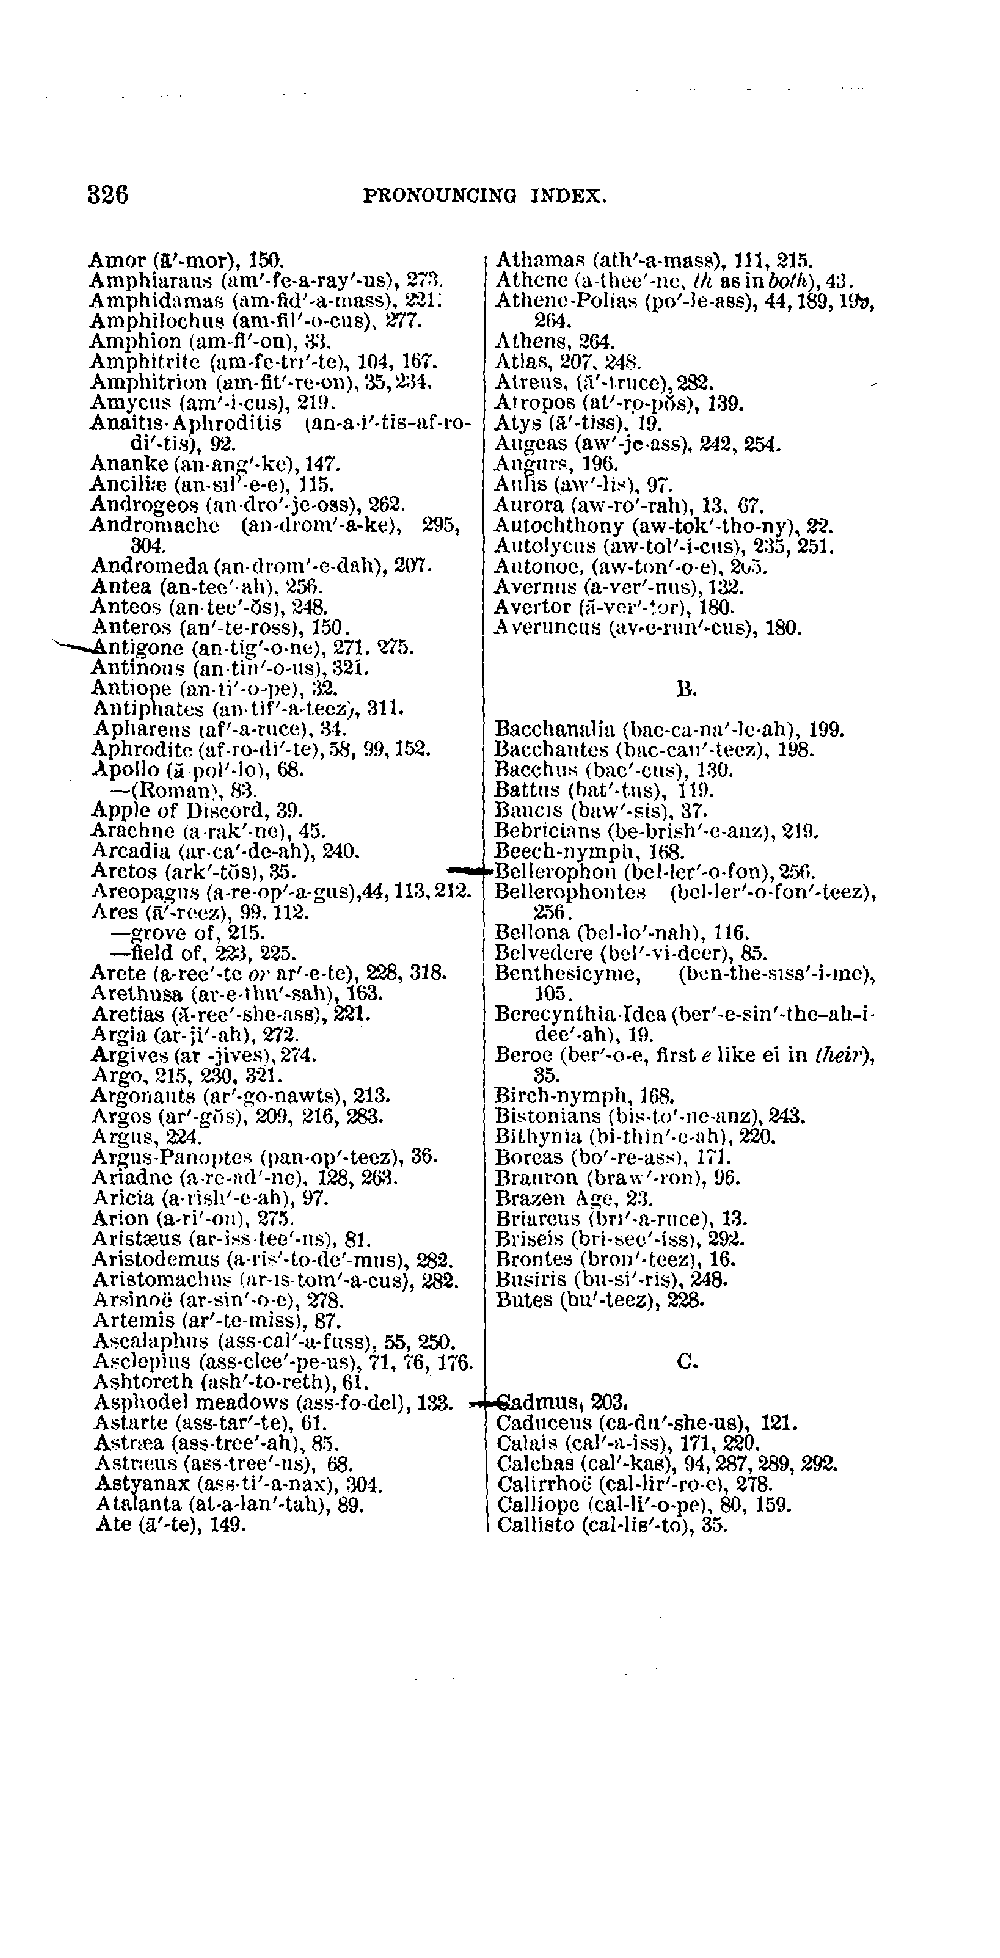 326 PRONOUNCING INDEX.
Amor (ā′-mor), 150.
Amphiaraus (am′-fe-a-ray′-us), 273.
Amphidamas (am-fid′-a-mass), 221.
Amphilochus (am-fil′-o-cus), 277.
Amphion (am-fi′-on), 33.
Amphitrite (am-fe-tri′-te), 104, 167.
Amphitrion (am-fit′-re-on), 35, 234.
Amycus (am′-i-cus), 219.
Anaitis-Aphroditis (an-a-i′-tis-af-ro-
di′-tis), 92.
Ananke (an-ang′-ke), 147.
Anciliæ (an-sil′-e-e), 115.
Androgeos (an-dro′-je-oss), 262.
Andromache (an-drom′-a-ke), 295,
304.
Andromeda (an-drom′-e-dah), 207.
Antea (an-tee′-ah), 256.
Anteos (an-tee′-ŏs), 248.
Anteros (an′-te-ross), 150.
Antigone (an-tig′-o-ne), 271, 275.
Antinous (an-tin′-o-us), 321.
Antiope (an-ti′-o-pe), 32.
Antiphates (an-tif′-a-teez), 311.
Aphareus (af′-a-ruce), 34.
Aphrodite (af-ro-di′-te), 58, 99, 152.
Apollo (ă-pol′-lo), 68.
—(Roman), 83.
Apple of Discord, 39.
Arachne (a-rak′-ne), 45.
Arcadia (ar-ca′-de-ah), 240.
Arctos (ark′-tŏs), 35.
Areopagus (a-re-op′-a-gus), 44, 113, 212.
Ares (ā′-reez), 99, 112.
—grove of, 215.
—field of, 223, 225.
Arete (a-ree′-te or ar′-e-te), 228, 318.
Arethusa (ar-e-thu′-sah), 163.
Aretias (ă-ree′-she-ass), 221.
Argia (ar-ji′-ah), 272.
Argives (ar -jives), 274.
Argo, 215, 230, 321.
Argonauts (ar′-go-nawts), 213.
Argos (ar′-gŏs), 209, 216, 283.
Argus, 224.
Argus-Panoptes (pan-op′-teez), 36.
Ariadne (a-re-ad′-ne), 128, 263.
Aricia (a-rish′-e-ah), 97.
Arion (a-ri′-on), 275.
Aristæus (ar-iss-tee′-us), 81.
Aristodemus (a-ris′-to-de′-mus), 282.
Aristomachus (ar-is-tom′-a-cus), 282.
Arsinoë (ar-sin′-o-e), 278.
Artemis (ar′-te-miss), 87.
Ascalaphus (ass-cal′-a-fuss), 55, 250.
Asclepius (ass-clee′-pe-us), 71, 76, 176.
Ashtoreth (ash′-to-reth), 61.
Asphodel meadows (ass-fo-del), 133.
Astarte (ass-tar′-te), 61.
Astræa (ass-tree′-ah), 85.
Astræus (ass-tree′-us), 68.
Astyanax (ass-ti′-a-nax), 304.
Atalanta (at-a-lan′-tah), 89.
Ate (ā′-te), 149.
Athamas (ath′-a-mass), 111, 215.
Athene (a-thee′-ne, th as in both), 43.
Athene-Polias (po′-le-ass), 44, 189, 199,
264.
Athens, 264.
Atlas, 207, 248.
Atreus, (ā′-truce), 282.
Atropos (at′-ro-pŏs), 139.
Atys (ā′-tiss), 19.
Augeas (aw′-je-ass), 242, 254.
Augurs, 196.
Aulis (aw′-lis), 97.
Aurora (aw-ro′-rah), 13, 67.
Autochthony (aw-tok′-tho-ny), 22.
Autolycus (aw-tol′-i-cus), 235, 251.
Autonoe, (aw-ton′-o-e), 205.
Avernus (a-ver′-nus), 132.
Avertor (ā-ver′-tor), 180.
Averuncus (av-e-run′-cus), 180.
B.
Bacchanalia (bac-ca-na′-le-ah), 199.
Bacchantes (bac-can′-teez), 198.
Bacchus (bac′-cus), 130.
Battus (bat′-tus), 119.
Baucis (baw′-sis), 37.
Bebricians (be-brish′-e-anz), 219.
Beech-nymph, 168.
Bellerophon (bel-ler′-o-fon), 256.
Bellerophontes (bel-ler′-o-fon′-teez),
256.
Bellona (bel-lo′-nah), 116.
Belvedere (bel′-vi-deer), 85.
Benthesicyme, (ben-the-siss′-i-me),
105.
Berecynthia-Idea (ber′-e-sin′-the-ah-i-
dee′-ah), 19.
Beroe (ber′-o-e, first e like ei in their),
35.
Birch-nymph, 168.
Bistonians (bis-to′-ne-anz), 243.
Bithynia (bi-thin′-e-ah), 220.
Boreas (bo′-re-ass), 171.
Brauron (braw′-ron), 96.
Brazen Age, 23.
Briareus (bri′-a-ruce), 13.
Briseis (bri-see′-iss), 292.
Brontes (bron′-teez), 16.
Busiris (bu-si′-ris), 248.
Butes (bu′-teez), 228.
C.
Cadmus, 203.
Caduceus (ca-du′-she-us), 121.
Calais (cal′-a-iss), 171, 220.
Calchas (cal′-kas), 94, 287, 289, 292.
Calirrhoë (cal-lir′-ro-e), 278.
Calliope (cal-li′-o-pe), 80, 159.
Callisto (cal-lis′-to), 35.